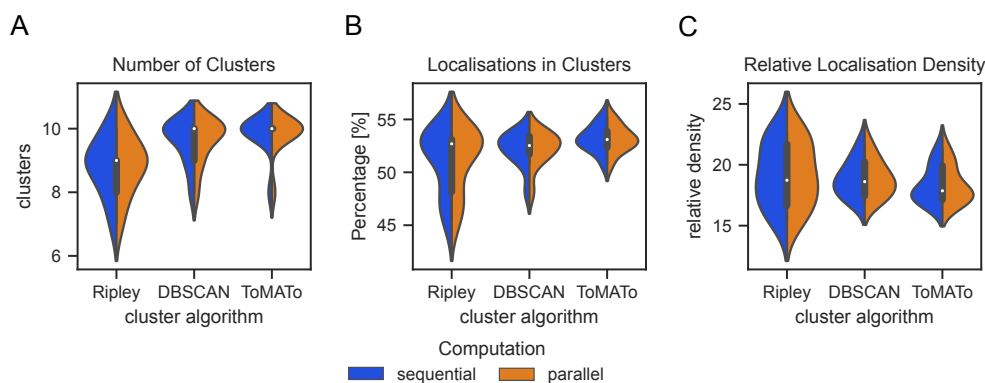 A
B
C
Number of Clusters
Localisations in Clusters
Relative Localisation Density
clusters
10
8
6
Ripley DBSCAN ToMATo
cluster algorithm
Percentage [%]
55
50
45
Ripley DBSCAN ToMATo
cluster algorithm
relative density
25
20
15
Ripley DBSCAN ToMATo
cluster algorithm
Computation
sequential parallel